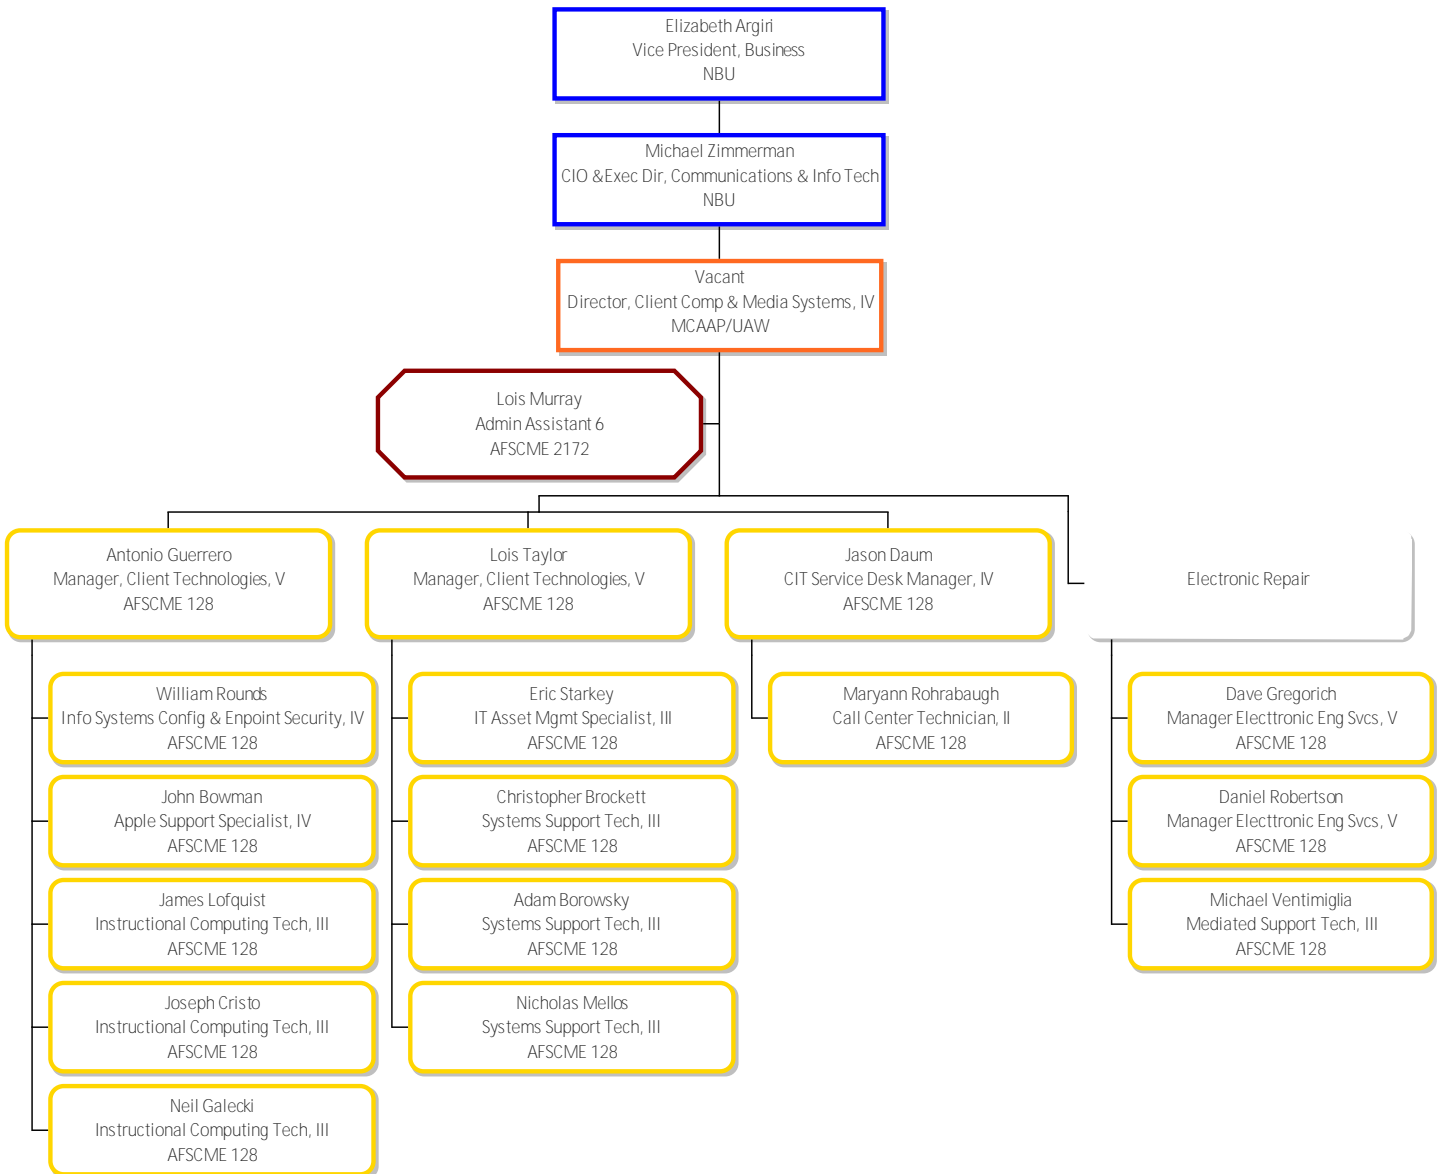 Elizabeth Argiri
Vice President, Business
NBU
Michael Zimmerman
CIO &Exec Dir, Communications & Info Tech
NBU
Vacant
Director, Client Comp & Media Systems, IV
MCAAP/UAW
Lois Murray
Admin Assistant 6
AFSCME 2172
Antonio Guerrero
Manager, Client Technologies, V
AFSCME 128
Lois Taylor
Manager, Client Technologies, V
AFSCME 128
Jason Daum
CIT Service Desk Manager, IV
AFSCME 128
Electronic Repair
William Rounds
Info Systems Config & Enpoint Security, IV
AFSCME 128
John Bowman
Apple Support Specialist, IV
AFSCME 128
James Lofquist
Instructional Computing Tech, III
AFSCME 128
Joseph Cristo
Instructional Computing Tech, III
AFSCME 128
Neil Galecki
Instructional Computing Tech, III
AFSCME 128
Eric Starkey
IT Asset Mgmt Specialist, III
AFSCME 128
Christopher Brockett
Systems Support Tech, III
AFSCME 128
Adam Borowsky
Systems Support Tech, III
AFSCME 128
Nicholas Mellos
Systems Support Tech, III
AFSCME 128
Maryann Rohrabaugh
Call Center Technician, II
AFSCME 128
Dave Gregorich
Manager Electtronic Eng Svcs, V
AFSCME 128
Daniel Robertson
Manager Electtronic Eng Svcs, V
AFSCME 128
Michael Ventimiglia
Mediated Support Tech, III
AFSCME 128